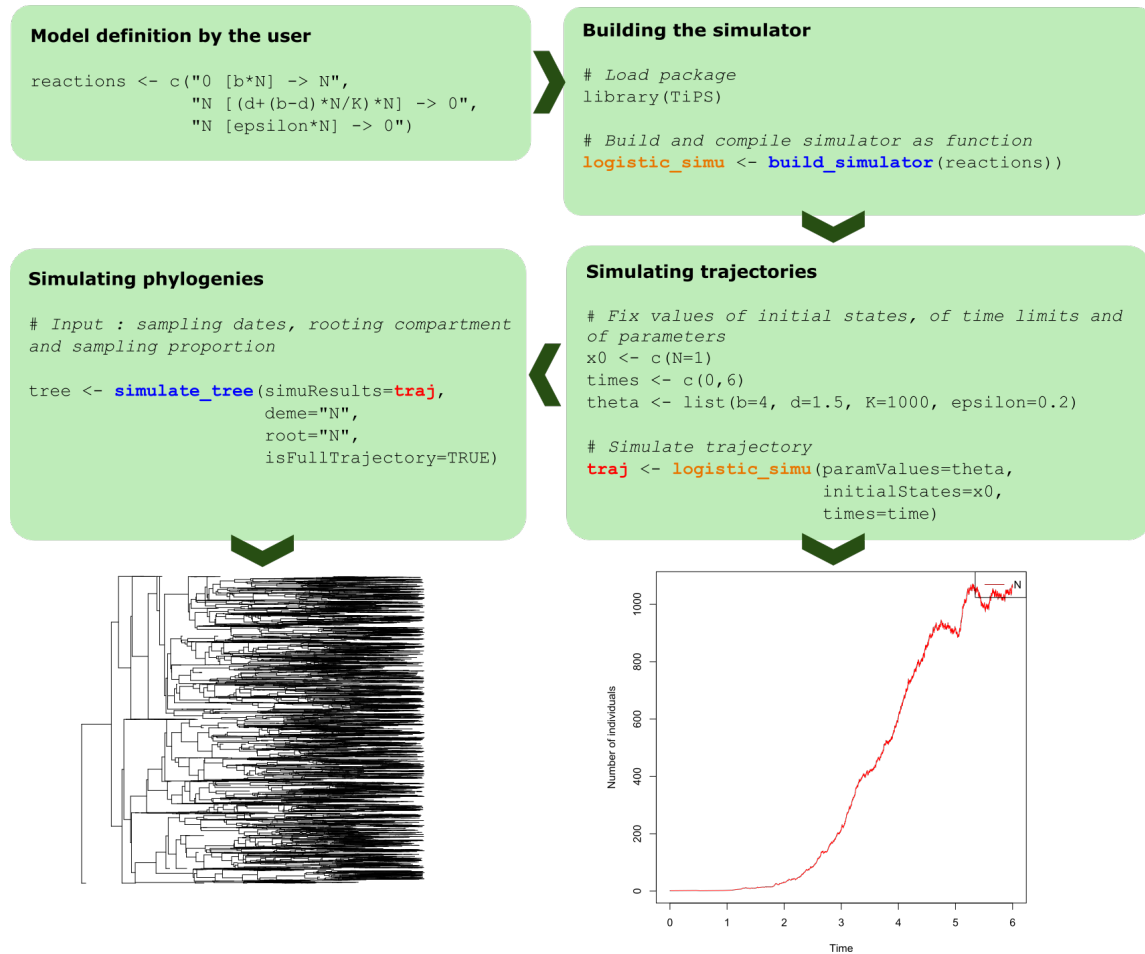 Model definition by the user
reactions <- c("0 [b*N] -> N",
"N [(d+(b-d)*N/K)*N] -> 0",
"N [epsilon*N] -> 0")
Building the simulator
# Load package
library(TiPS)
# Build and compile simulator as function
logistic_simu <- build_simulator(reactions))
Simulating trajectories
# Fix values of initial states, of time limits and
of parameters
x0 <- c(N=1)
times <- c(0,6)
theta <- list(b=4, d=1.5, K=1000, epsilon=0.2)
# Simulate trajectory
traj <- logistic_simu(paramValues=theta,
initialStates=x0,
times=time)
Simulating phylogenies
# Input : sampling dates, rooting compartment
and sampling proportion
tree <- simulate_tree(simuResults=traj,
deme="N",
root="N",
isFullTrajectory=TRUE)
N
Number of individuals
1000
800
600
400
200
0
0 1 2 3 4 5 6
Time